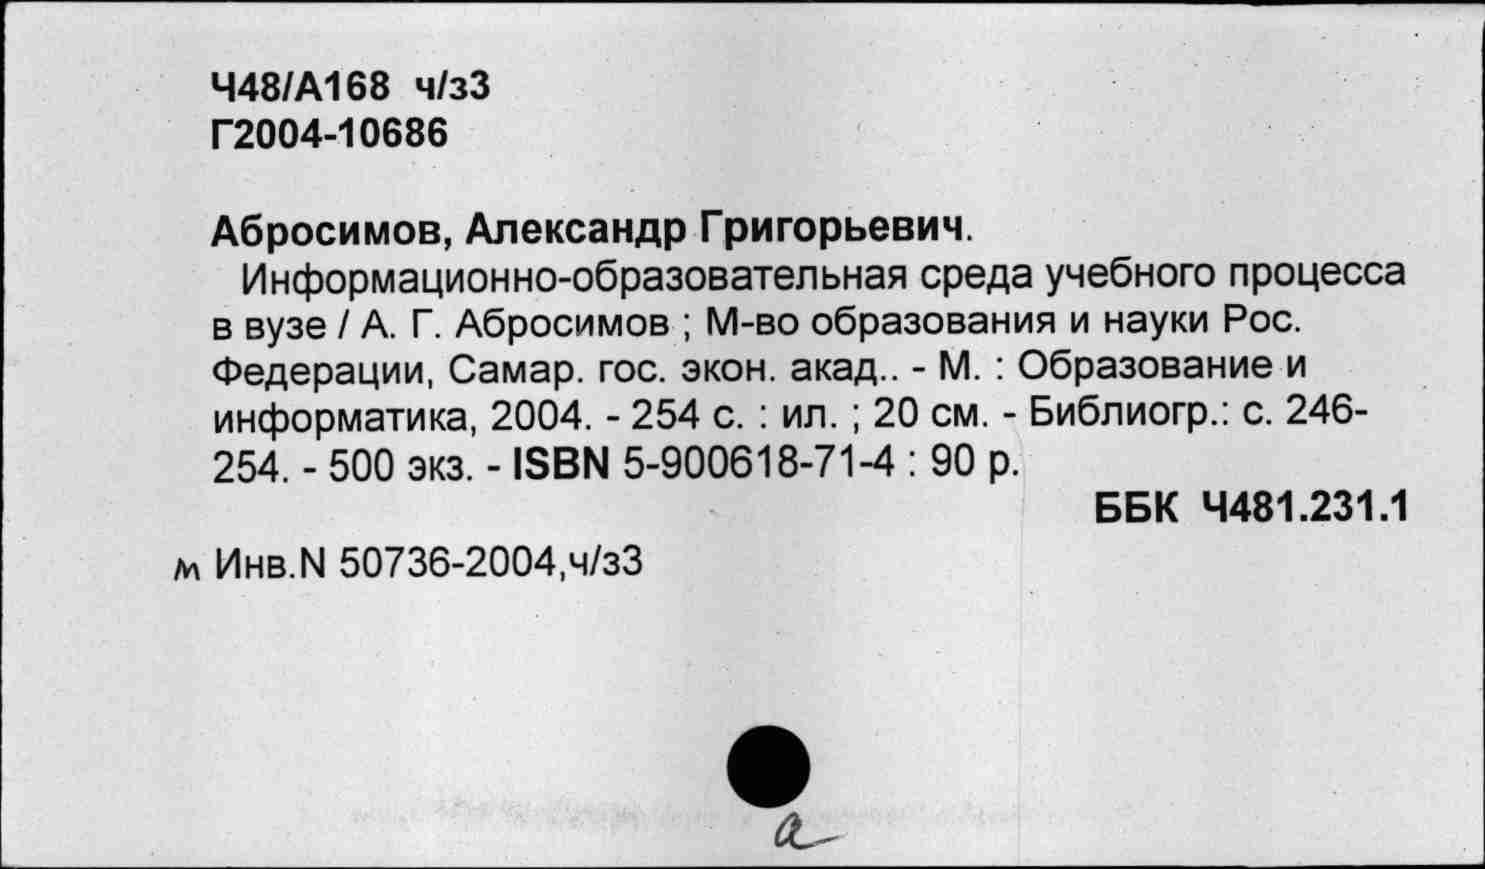 Ч48/А168 ч/з3
Г2004-10686
Абросимов, Александр Григорьевич.
Информационно-образовательная среда учебного процесса
в вузе / А. Г. Абросимов ; М-во образования и науки Рос.
Федерации, Самар. гос. экон. акад.. - М. : Образование и
информатика, 2004. - 254 с. : ил. ; 20 см. - Библиогр.: с. 246-
254. - 500 экз. - ISBN 5-900618-71-4 : 90 р.
ББК Ч481.231.1
м Инв.N 50736-2004,ч/з3
а